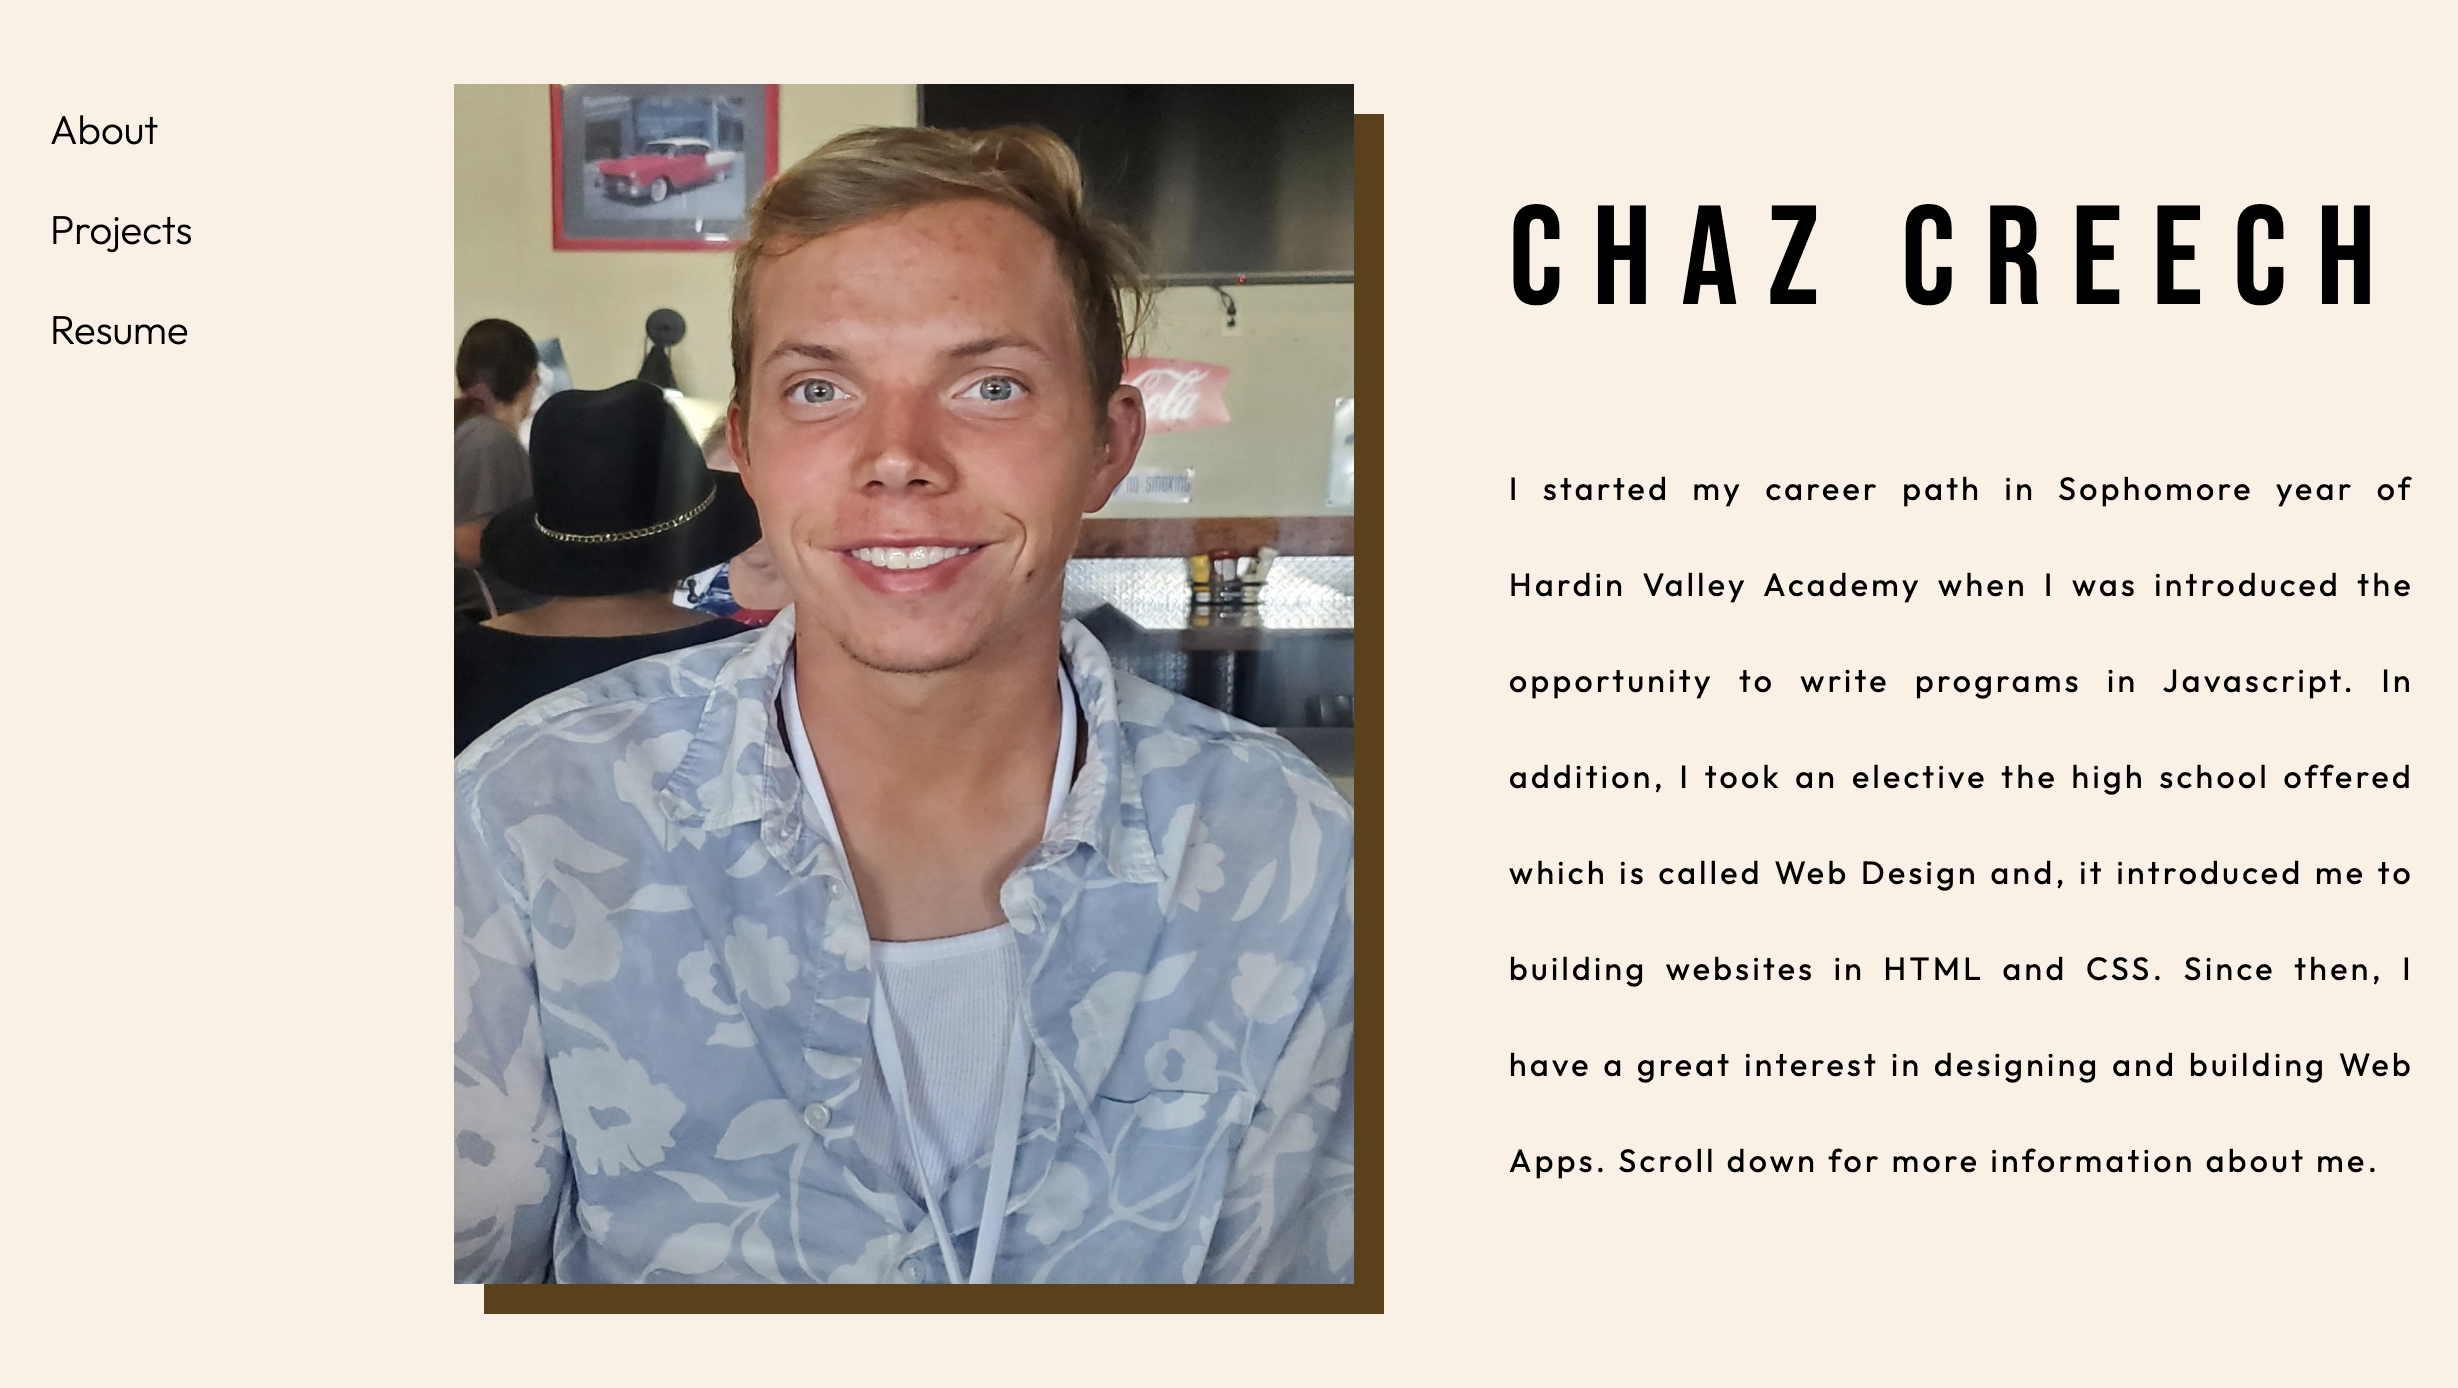 About
Projects
Resume
Cola
NO SMOKING
CHAZ CREECH
I started my career path in Sophomore year of
Hardin Valley Academy when I was introduced the
opportunity to write programs in Javascript. In
addition, I took an elective the high school offered
which is called Web Design and, it introduced me to
building websites in HTML and CSS. Since then, I
have a great interest in designing and building Web
Apps. Scroll down for more information about me.